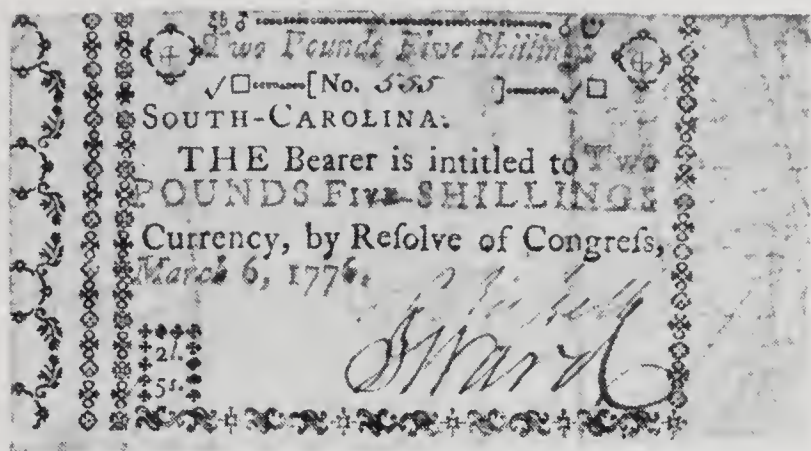 Two Pounds Five Shillings
[No. 555 ]
SOUTH-CAROLINA:
THE Bearer is intitled to Two
POUNDS FIVE SHILLINGS
Currency, by Reſolve of Congreſs,
March 6, 1776.
2l.
5s.
Ward